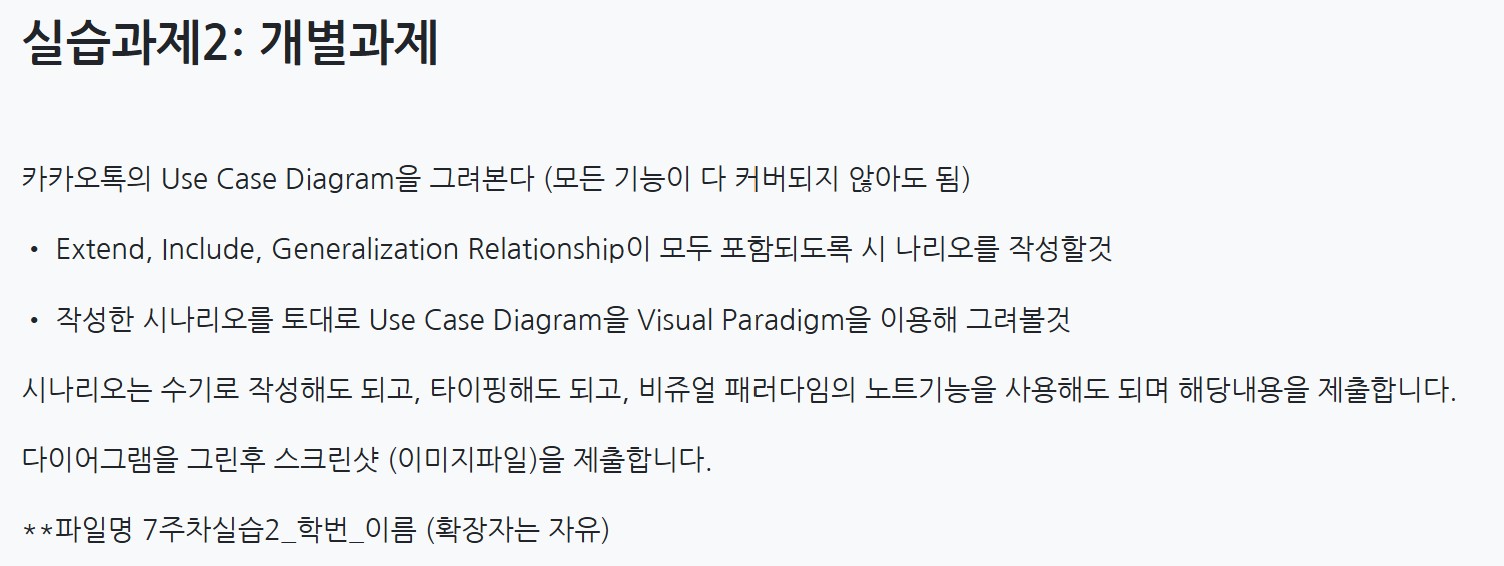 실습과제2: 개별과제
카카오톡의 Use Case Diagram을 그려본다 (모든 기능이 다 커버되지 않아도 됨)
• Extend, Include, Generalization Relationship이 모두 포함되도록 시 나리오를 작성할것
• 작성한 시나리오를 토대로 Use Case Diagram을 Visual Paradigm을 이용해 그려볼것
시나리오는 수기로 작성해도 되고, 타이핑해도 되고, 비쥬얼 패러다임의 노트기능을 사용해도 되며 해당내용을 제출합니다.
다이어그램을 그린후 스크린샷 (이미지파일)을 제출합니다.
**파일명 7주차실습2_학번_이름 (확장자는 자유)